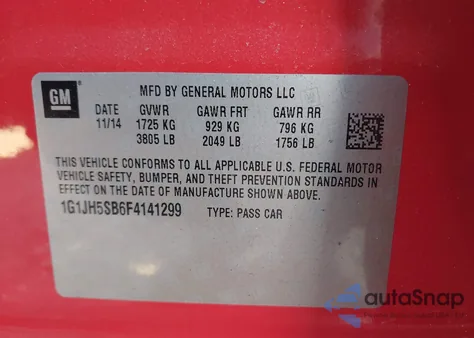 GM
MFD BY GENERAL MOTORS LLC
DATE GVWR GAWR FRT GAWR RR
11/14 1725 KG 929 KG 796 KG
3805 LB 2049 LB 1756 LB
THIS VEHICLE CONFORMS TO ALL APPLICABLE U.S. FEDERAL MOTOR
VEHICLE SAFETY, BUMPER, AND THEFT PREVENTION STANDARDS IN
EFFECT ON THE DATE OF MANUFACTURE SHOWN ABOVE.
1G1JH5SB6F4141299 TYPE: PASS CAR
autoSnap